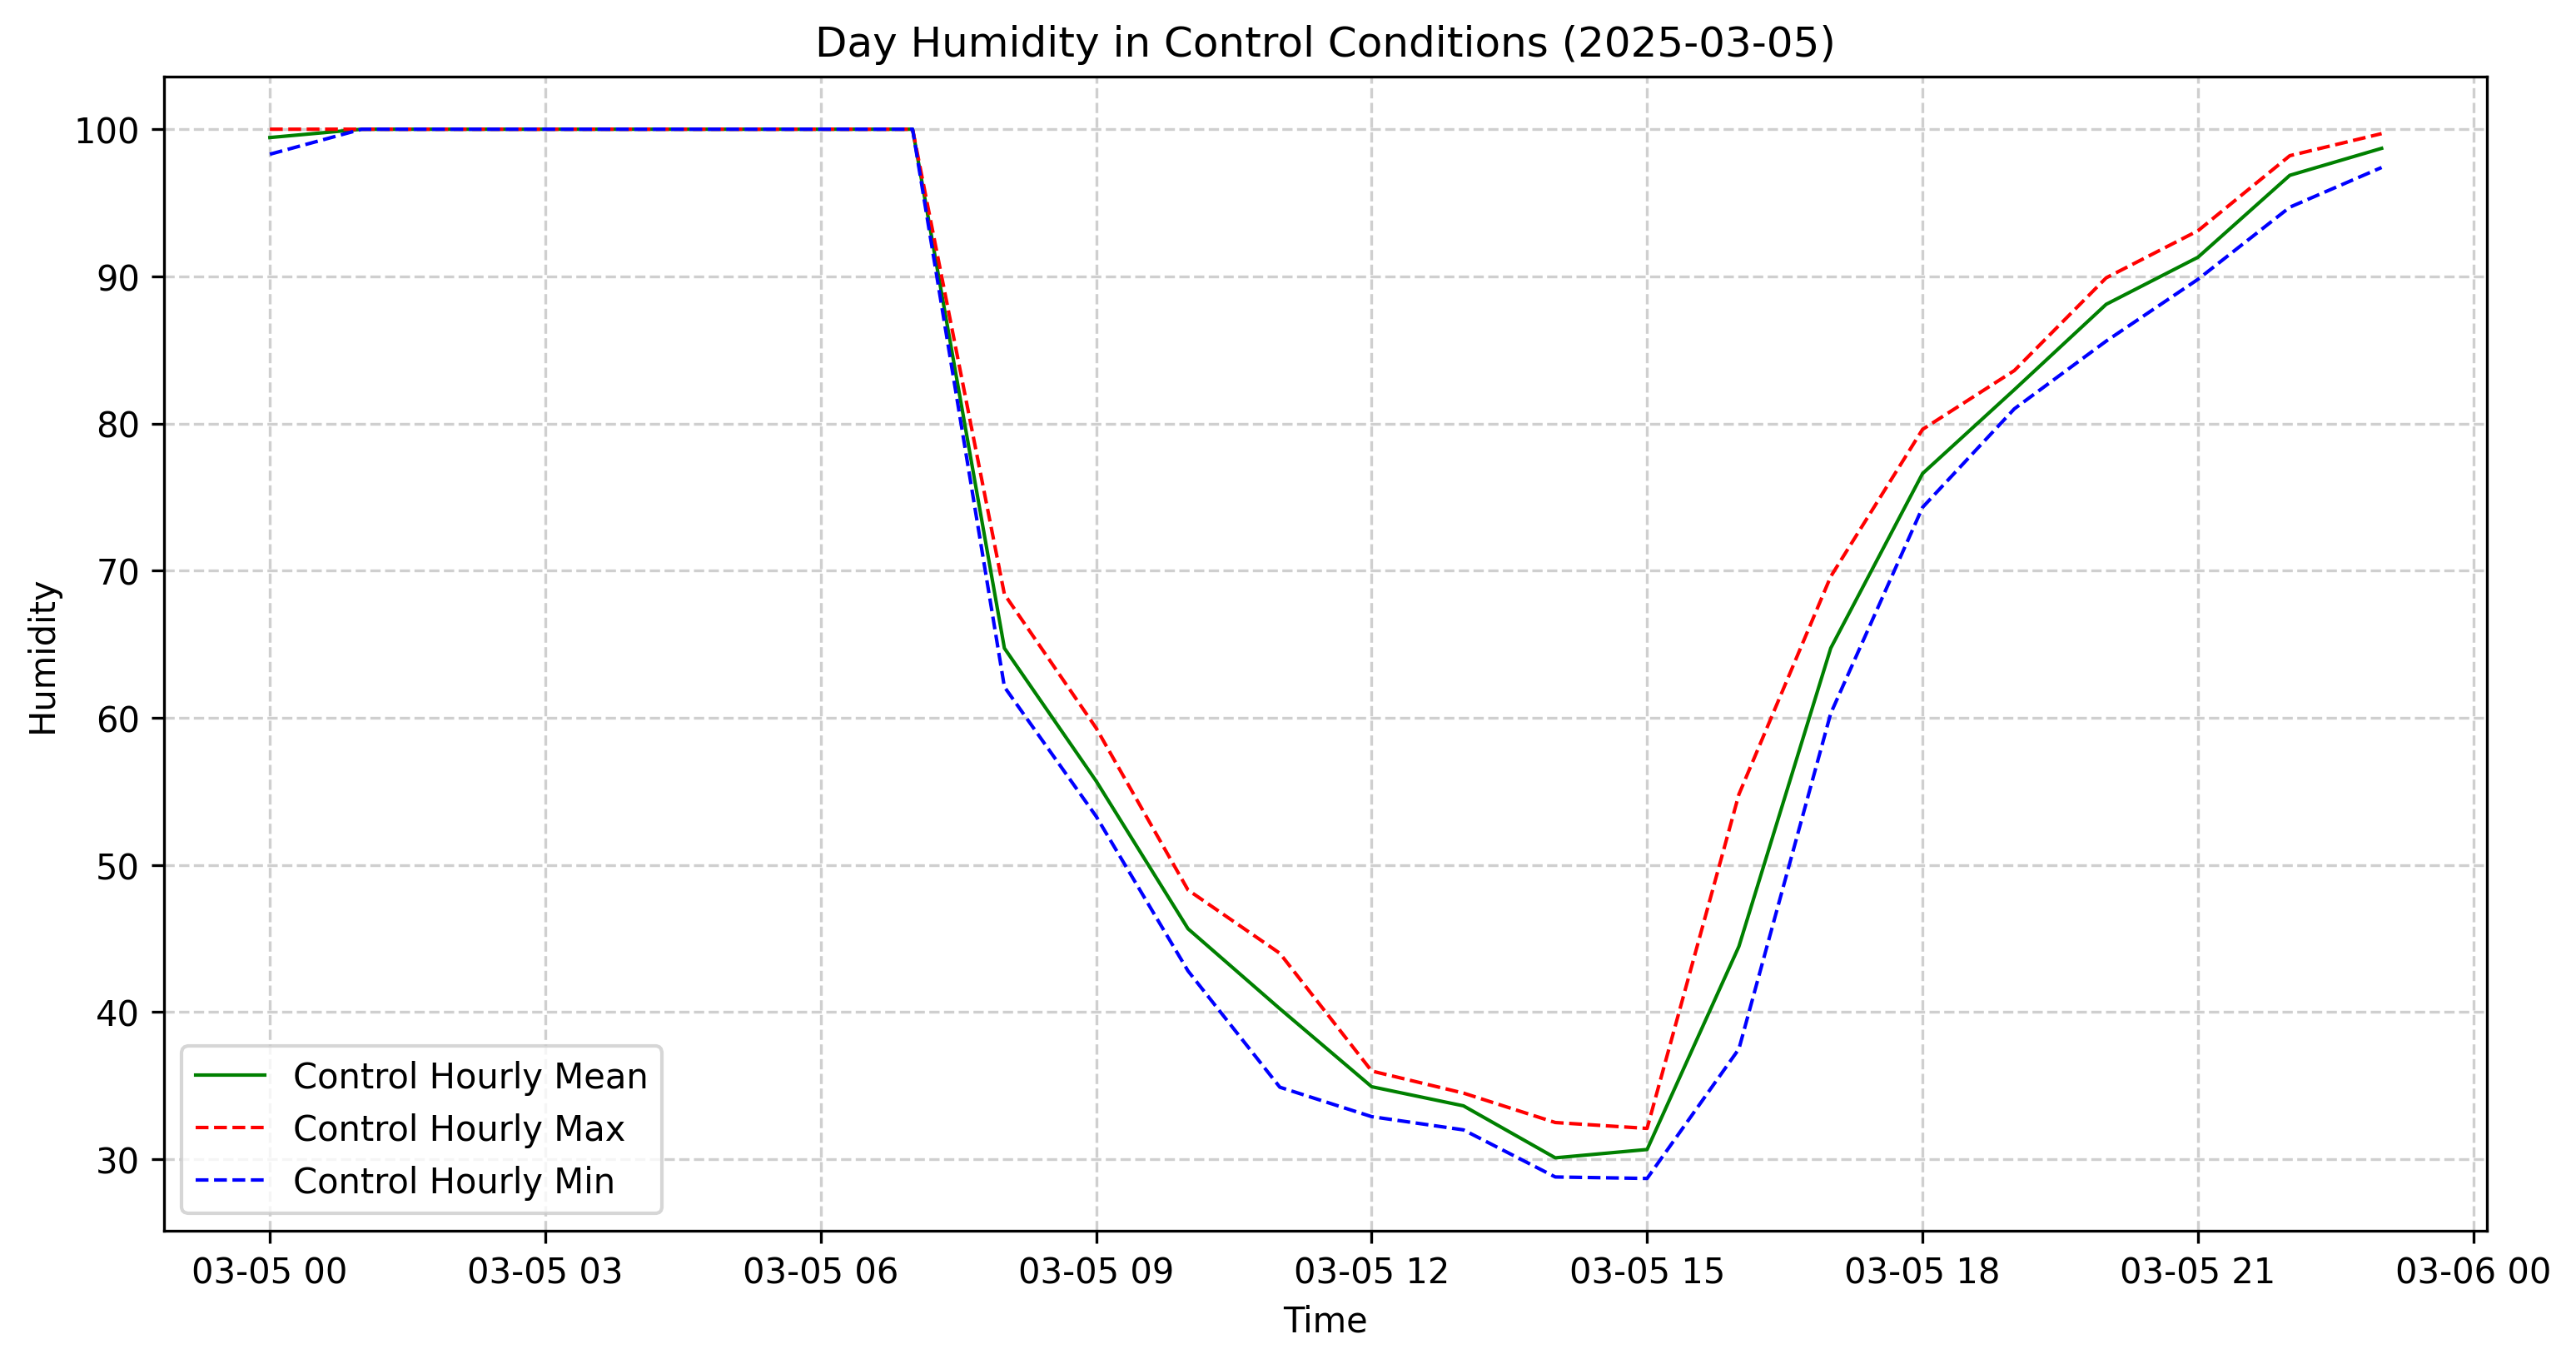 Day Humidity in Control Conditions (2025-03-05)
Humidity
100
90
80
70
60
50
40
30
Control Hourly Mean
Control Hourly Max
Control Hourly Min
03-05 00 03-05 03 03-05 06 03-05 09 03-05 12 03-05 15 03-05 18 03-05 21 03-06 00
Time